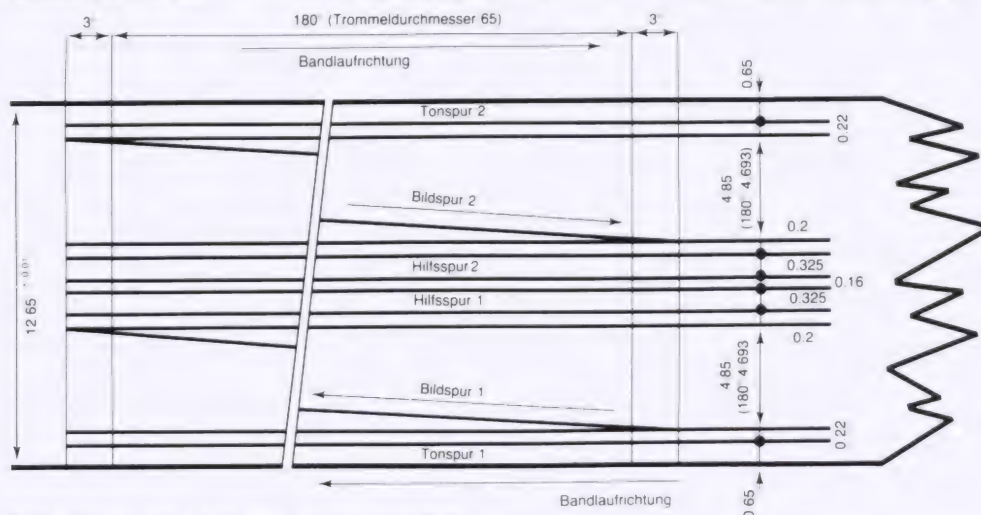 3°
180° (Trommeldurchmesser 65)
3°
Bandlaufrichtung
0.65
Tonspur 2
0.22
4.85
(180° 4.693)
Bildspur 2
0.2
Hilfsspur 2
0.325
0.16
Hilfsspur 1
0.325
12.65
0.2
4.85
(180° 4.693
Bildspur 1
0.22
Tonspur 1
Bandlaufrichtung
0.65